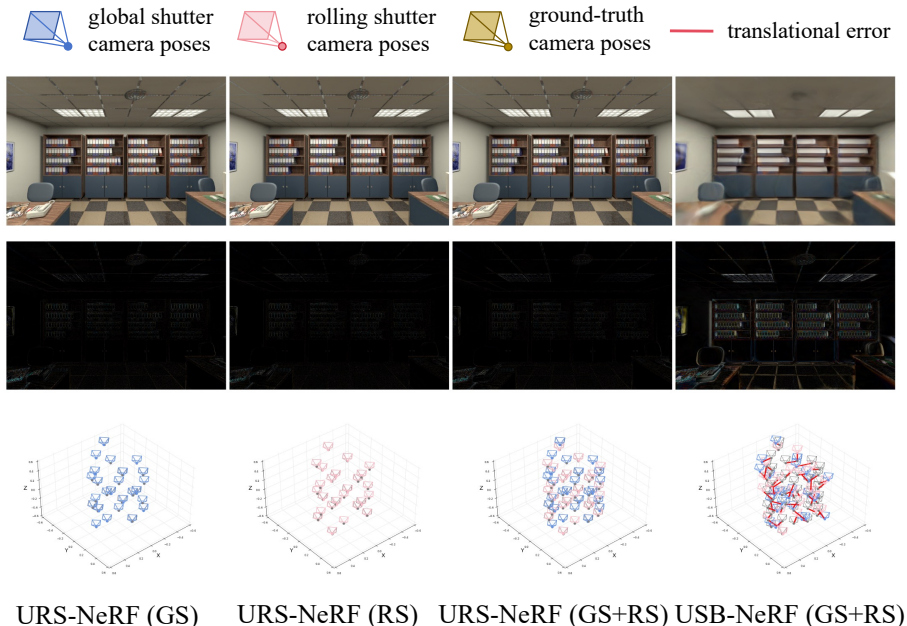 global shutter
camera poses
rolling shutter
camera poses
ground-truth
camera poses
translational error
Z
Y
X
Z
Y
X
Z
Y
X
Z
Y
X
URS-NeRF (GS)
URS-NeRF (RS)
URS-NeRF (GS+RS)
USB-NeRF (GS+RS)